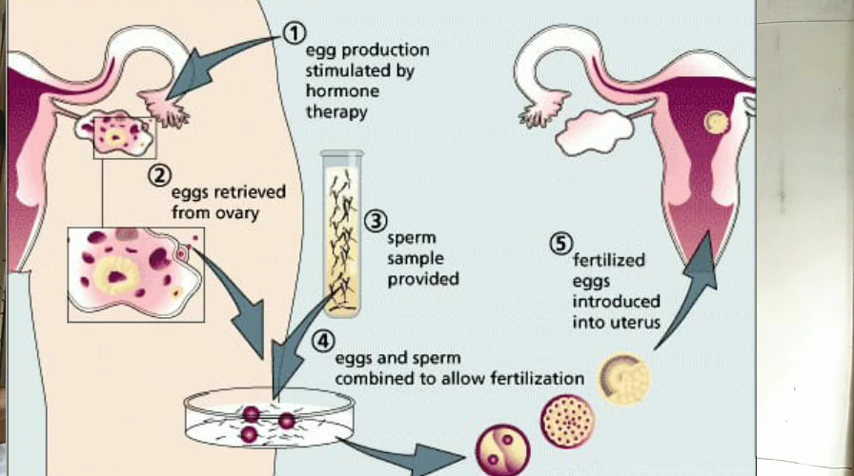 ① egg production
stimulated by
hormone
therapy
② eggs retrieved
from ovary
③ sperm
sample
provided
④ eggs and sperm
combined to allow fertilization
⑤ fertilized
eggs
introduced
into uterus